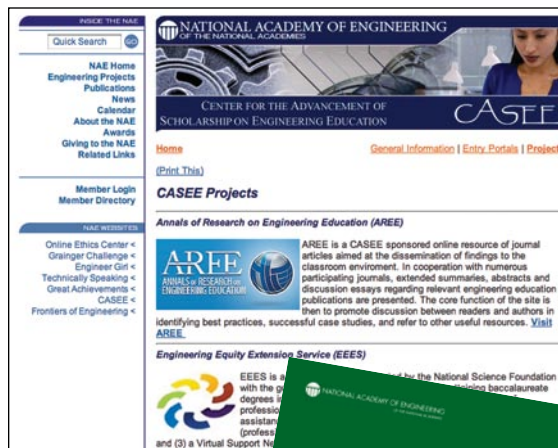 INSIDE THE NAE
Quick Search GO
NAE Home
Engineering Projects
Publications
News
Calendar
About the NAE
Awards
Giving to the NAE
Related Links
Member Login
Member Directory
NAE WEBSITES
Online Ethics Center <
Grainger Challenge <
Engineer Girl <
Technically Speaking <
Great Achievements <
CASEE <
Frontiers of Engineering <
NATIONAL ACADEMY OF ENGINEERING
OF THE NATIONAL ACADEMIES
CENTER FOR THE ADVANCEMENT OF
SCHOLARSHIP ON ENGINEERING EDUCATION
CASEE
Home General Information | Entry Portals | Project
(Print This)
CASEE Projects
Annals of Research on Engineering Education (AREE)
AREE
ANNALS OF RESEARCH ON
ENGINEERING EDUCATION
AREE is a CASEE sponsored online resource of journal
articles aimed at the dissemination of findings to the
classroom enviroment. In cooperation with numerous
participating journals, extended summaries, abstracts and
discussion essays regarding relevant engineering education
publications are presented. The core function of the site is
then to promote discussion between readers and authors in
identifying best practices, successful case studies, and refer to other useful resources. Visit
AREE
Engineering Equity Extension Service (EEES)
EEES is a by the National Science Foundation
with the g baccalaureate
degrees i
professio
assistan
(profess
and (3) a Virtual Support Ne
NATIONAL ACADEMY OF ENGINEERING
OF THE NATIONAL ACADEMIES